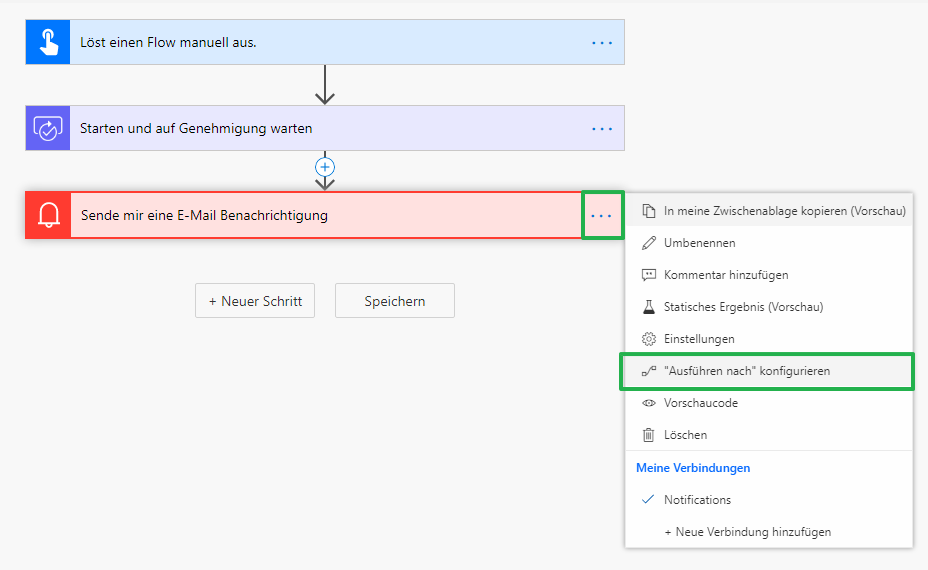 Löst einen Flow manuell aus.
Starten und auf Genehmigung warten
Sende mir eine E-Mail Benachrichtigung
+ Neuer Schritt
Speichern
In meine Zwischenablage kopieren (Vorschau)
Umbenennen
Kommentar hinzufügen
Statisches Ergebnis (Vorschau)
Einstellungen
"Ausführen nach" konfigurieren
Vorschaucode
Löschen
Meine Verbindungen
Notifications
+ Neue Verbindung hinzufügen